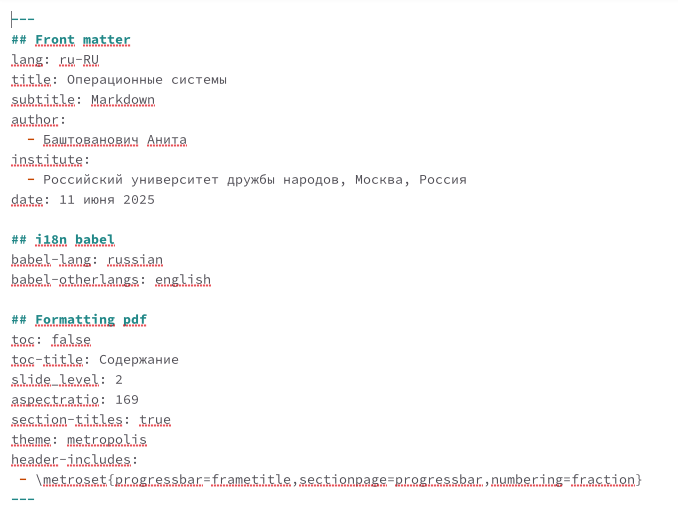 ---
## Front matter
lang: ru-RU
title: Операционные системы
subtitle: Markdown
author:
  - Баштованович Анита
institute:
  - Российский университет дружбы народов, Москва, Россия
date: 11 июня 2025

## i18n babel
babel-lang: russian
babel-otherlangs: english

## Formatting pdf
toc: false
toc-title: Содержание
slide_level: 2
aspectratio: 169
section-titles: true
theme: metropolis
header-includes:
 - \metroset{progressbar=frametitle,sectionpage=progressbar,numbering=fraction}
---